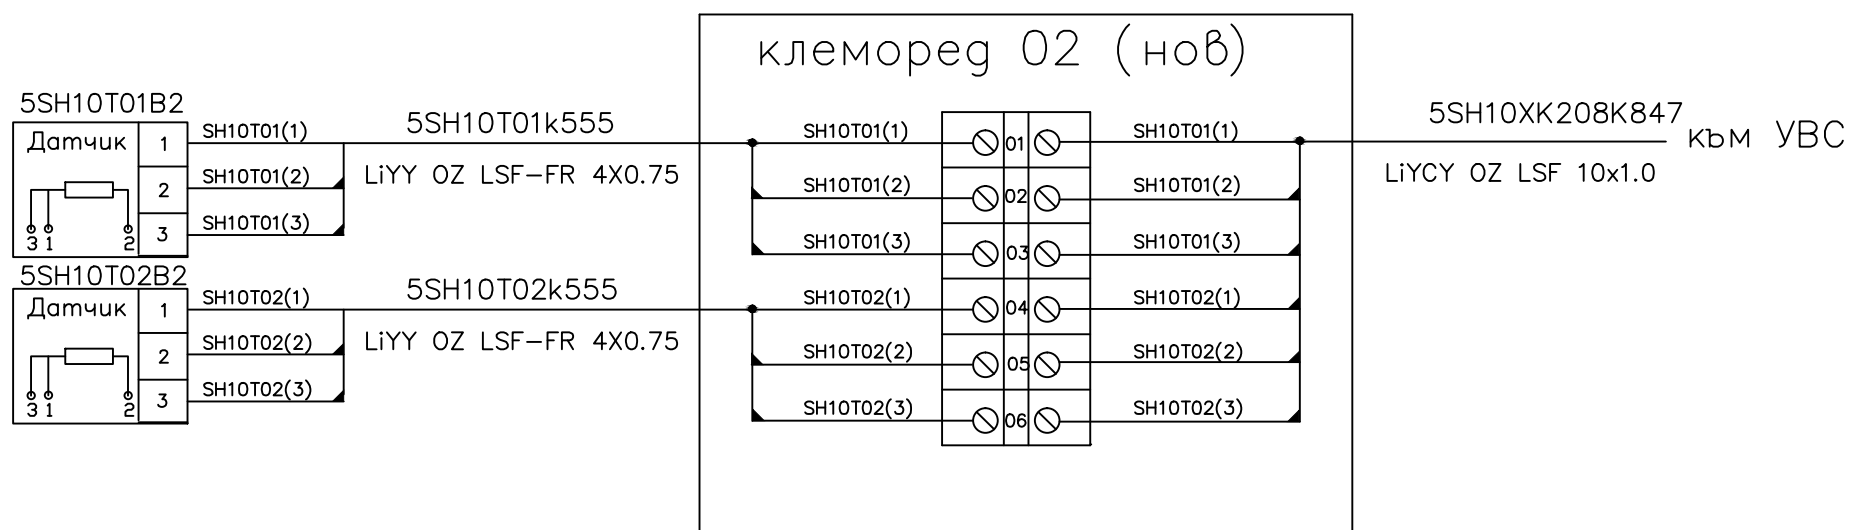 клеморед 02 (нов)
5SH10T01B2
Датчик
1
2
3
3 1 2
SH10T01(1)
SH10T01(2)
SH10T01(3)
5SH10T01k555
LiYY OZ LSF-FR 4X0.75
5SH10T02B2
Датчик
1
2
3
3 1 2
SH10T02(1)
SH10T02(2)
SH10T02(3)
5SH10T02k555
LiYY OZ LSF-FR 4X0.75
SH10T01(1) 01 SH10T01(1)
SH10T01(2) 02 SH10T01(2)
SH10T01(3) 03 SH10T01(3)
SH10T02(1) 04 SH10T02(1)
SH10T02(2) 05 SH10T02(2)
SH10T02(3) 06 SH10T02(3)
5SH10XK208K847
LiYCY OZ LSF 10x1.0
към УВС